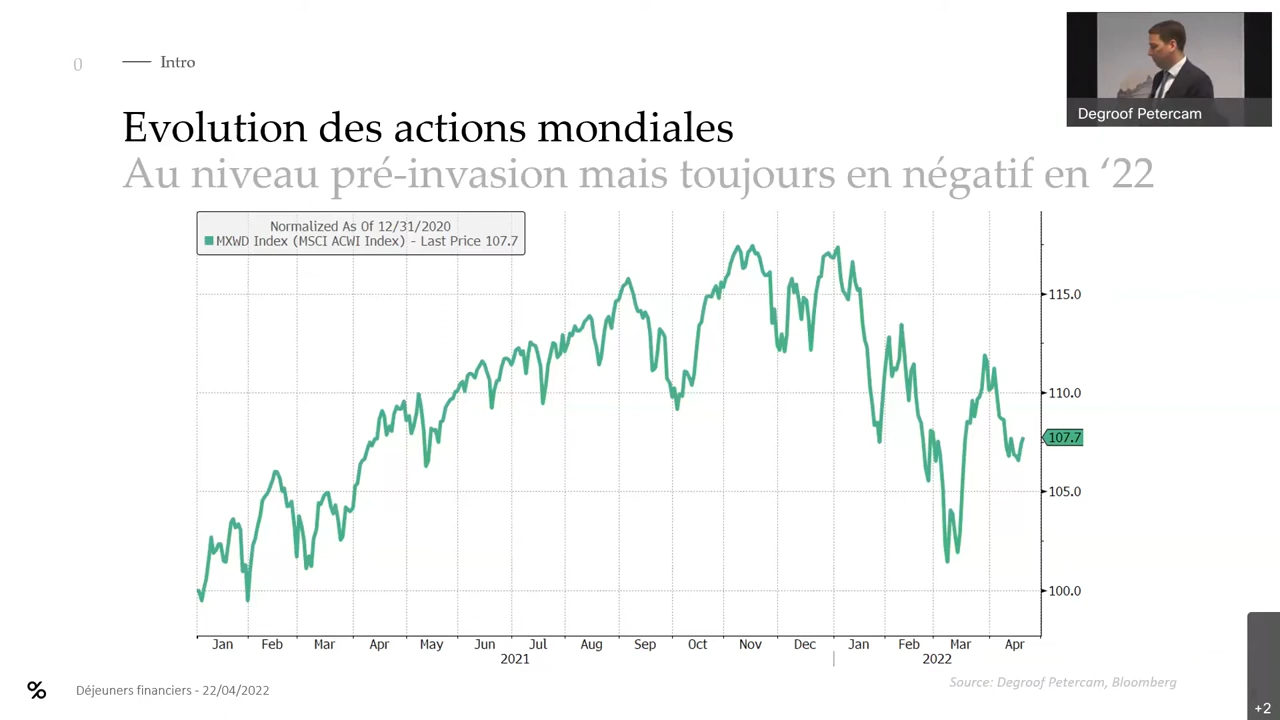 0
Intro
Degroof Petercam
Evolution des actions mondiales
Au niveau pré-invasion mais toujours en négatif en ‘22
Normalized As Of 12/31/2020
MXWD Index (MSCI ACWI Index) - Last Price 107.7
115.0
110.0
107.7
105.0
100.0
Jan Feb Mar Apr May Jun Jul Aug Sep Oct Nov Dec Jan Feb Mar Apr
2021 2022
Source: Degroof Petercam, Bloomberg
% Déjeuners financiers - 22/04/2022
+2